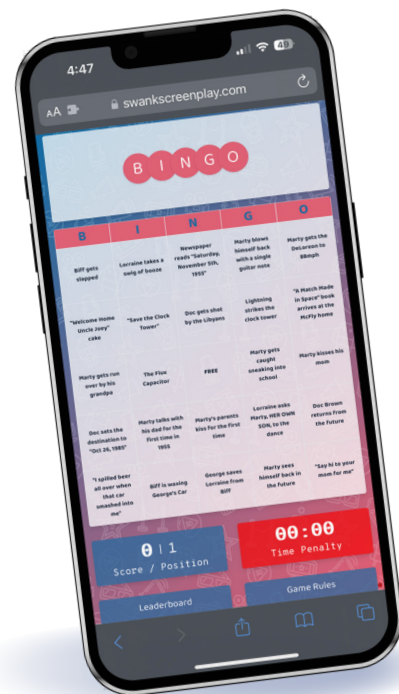 4:47
49
AA
swankscreenplay.com
B I N G O
B I N G O
Biff gets
slapped
Lorraine takes a
swig of booze
Newspaper
reads "Saturday,
November 5th,
1955"
Marty blows
himself back
with a single
guitar note
Marty gets the
DeLorean to
88mph
"Welcome Home
Uncle Joey"
cake
"Save the Clock
Tower"
Doc gets shot
by the Libyans
Lightning
strikes the
clock tower
"A Match Made
in Space" book
arrives at the
McFly home
Marty gets run
over by his
grandpa
The Flux
Capacitor
FREE
Marty gets
caught
sneaking into
school
Marty kisses his
mom
Doc sets the
destination to
"Oct 26, 1985"
Marty talks with
his dad for the
first time in
1955
Marty's parents
kiss for the first
time
Lorraine asks
Marty, HER OWN
SON, to the
dance
Doc Brown
returns from
the future
"I spilled beer
all over when
that car
smashed into
me"
Biff is waxing
George's Car
George saves
Lorraine from
Biff
Marty sees
himself back in
the future
"Say hi to your
mom for me"
0 | 1
Score / Position
00:00
Time Penalty
Leaderboard
Game Rules